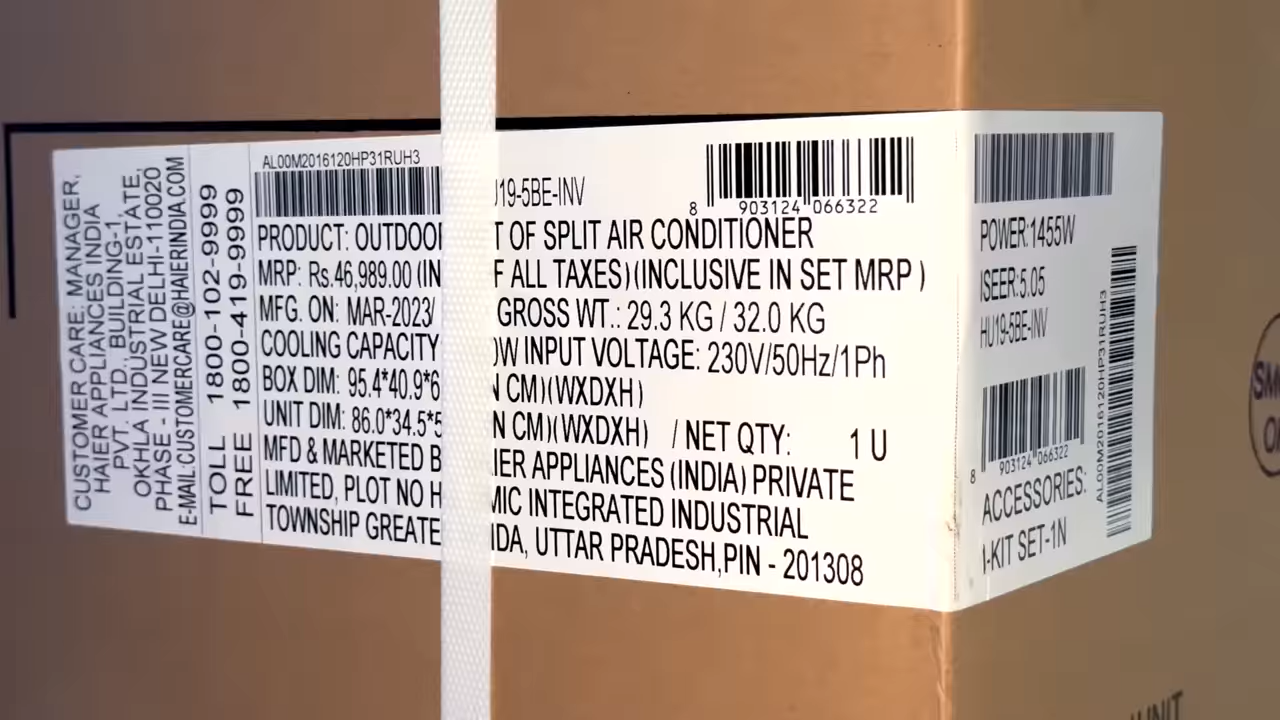 CUSTOMER CARE: MANAGER,
HAIER APPLIANCES INDIA
PVT. LTD, BUILDING-1,
OKHLA INDUSTRIAL ESTATE,
PHASE - III NEW DELHI-110020
E-MAIL:CUSTOMERCARE@HAIERINDIA.COM
TOLL 1800-102-9999
FREE 1800-419-9999
AL00M2016120HP31RUH3
U19-5BE-INV
8 903124 066322
PRODUCT: OUTDOO T OF SPLIT AIR CONDITIONER
MRP: Rs.46,989.00 (IN F ALL TAXES)(INCLUSIVE IN SET MRP )
MFG. ON: MAR-2023/ GROSS WT.: 29.3 KG / 32.0 KG
COOLING CAPACITY OW INPUT VOLTAGE: 230V/50Hz/1Ph
BOX DIM: 95.4*40.9*6 N CM)(WXDXH)
UNIT DIM: 86.0*34.5*5 N CM)(WXDXH) / NET QTY: 1 U
MFD & MARKETED B IER APPLIANCES (INDIA) PRIVATE
LIMITED, PLOT NO H MIC INTEGRATED INDUSTRIAL
TOWNSHIP GREATE IDA, UTTAR PRADESH,PIN - 201308
POWER:1455W
ISEER:5.05
HU19-5BE-INV
8 903124 066322
ACCESSORIES:
I-KIT SET-1N
AL00M2016120HP31RUH3
UNIT